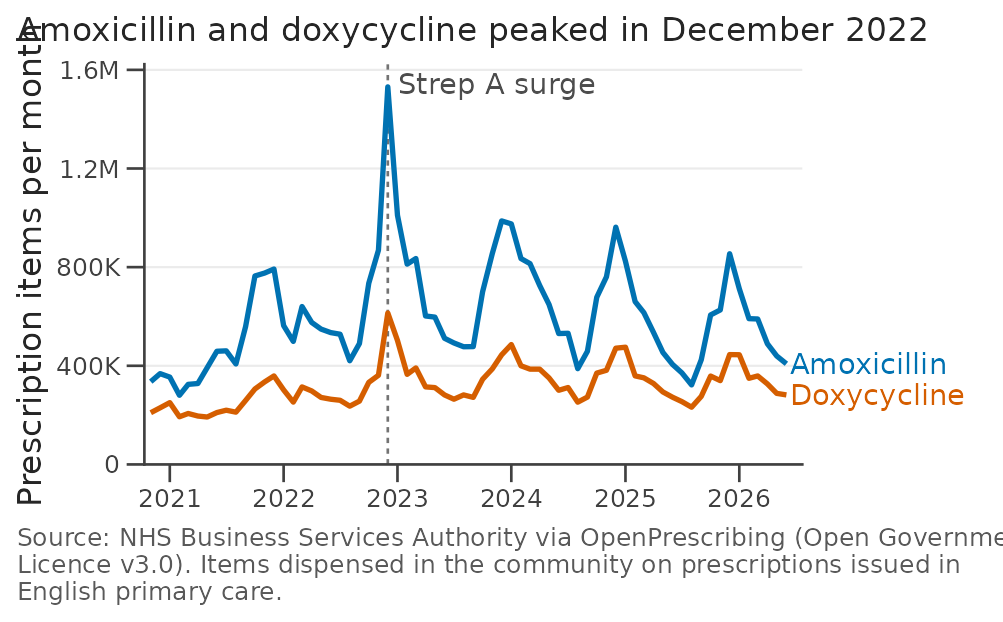 Amoxicillin and doxycycline peaked in December 2022
Prescription items per month
1.6M
1.2M
800K
400K
0
Strep A surge
Amoxicillin
Doxycycline
2021 2022 2023 2024 2025 2026
Source: NHS Business Services Authority via OpenPrescribing (Open Governme
Licence v3.0). Items dispensed in the community on prescriptions issued in
English primary care.